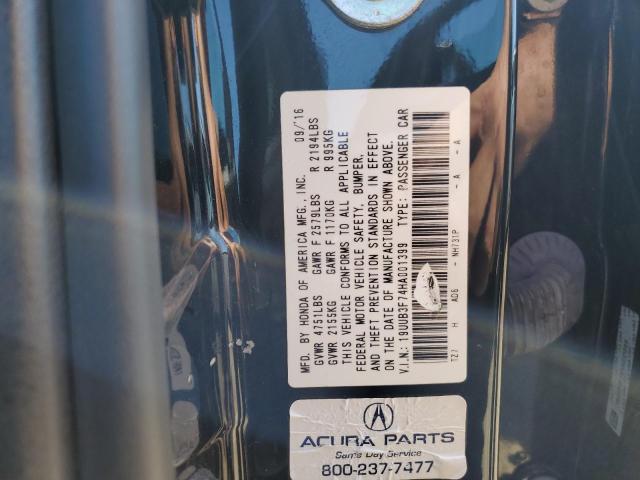 MFD. BY HONDA OF AMERICA MFG., INC. 09/'16
GVWR 4751LBS GAWR F 2579LBS R 2194LBS
GVWR 2155KG GAWR F 1170KG R 995KG
THIS VEHICLE CONFORMS TO ALL APPLICABLE
FEDERAL MOTOR VEHICLE SAFETY, BUMPER,
AND THEFT PREVENTION STANDARDS IN EFFECT
ON THE DATE OF MANUFACTURE SHOWN ABOVE.
V.I.N.: 19UUB3F74HA001399 TYPE: PASSENGER CAR
TZ7 H AD6 - NH731P - A - A
ACURA PARTS
Same Day Service
800-237-7477